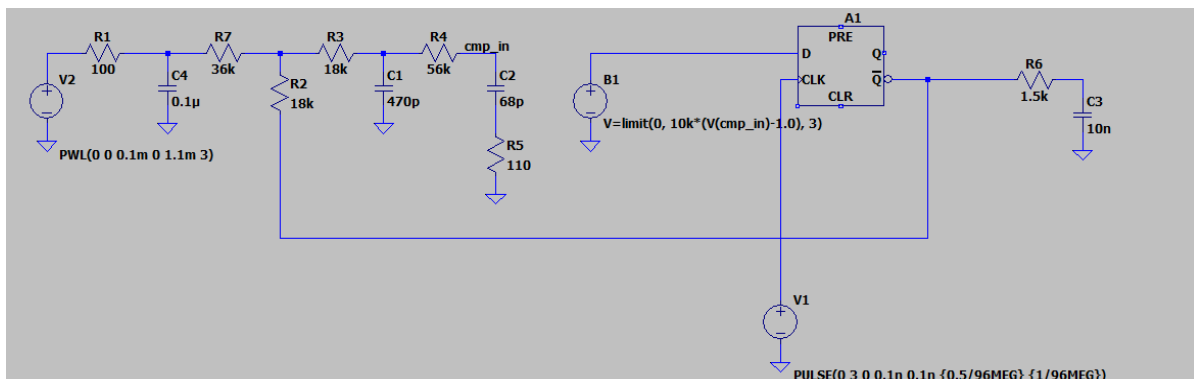 R1
100
R7
36k
R3
18k
R4
56k
cmp_in
V2
C4
0.1µ
R2
18k
C1
470p
C2
68p
R5
110
PWL(0 0 0.1m 0 1.1m 3)
A1
PRE
D
Q
CLK
Q
CLR
B1
V=limit(0, 10k*(V(cmp_in)-1.0), 3)
R6
1.5k
C3
10n
V1
PULSE(0 3 0 0.1n 0.1n {0.5/96MEG} {1/96MEG})